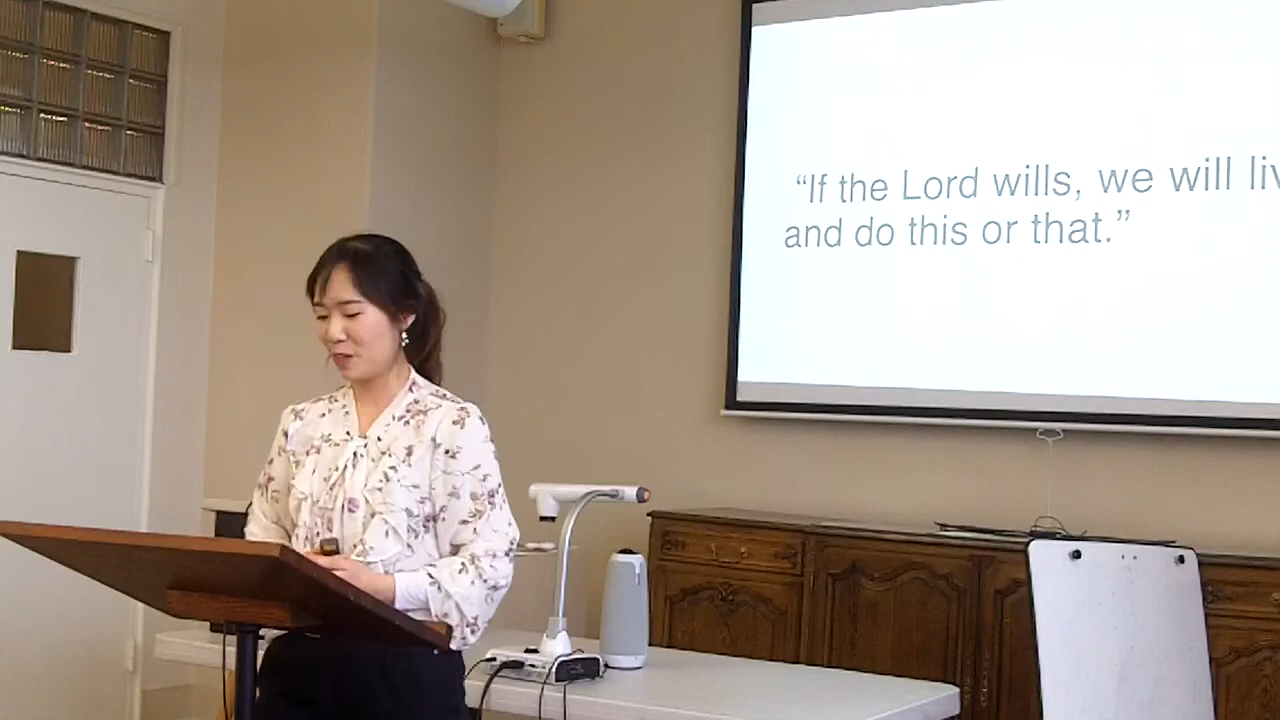 “If the Lord wills, we will
and do this or that.”